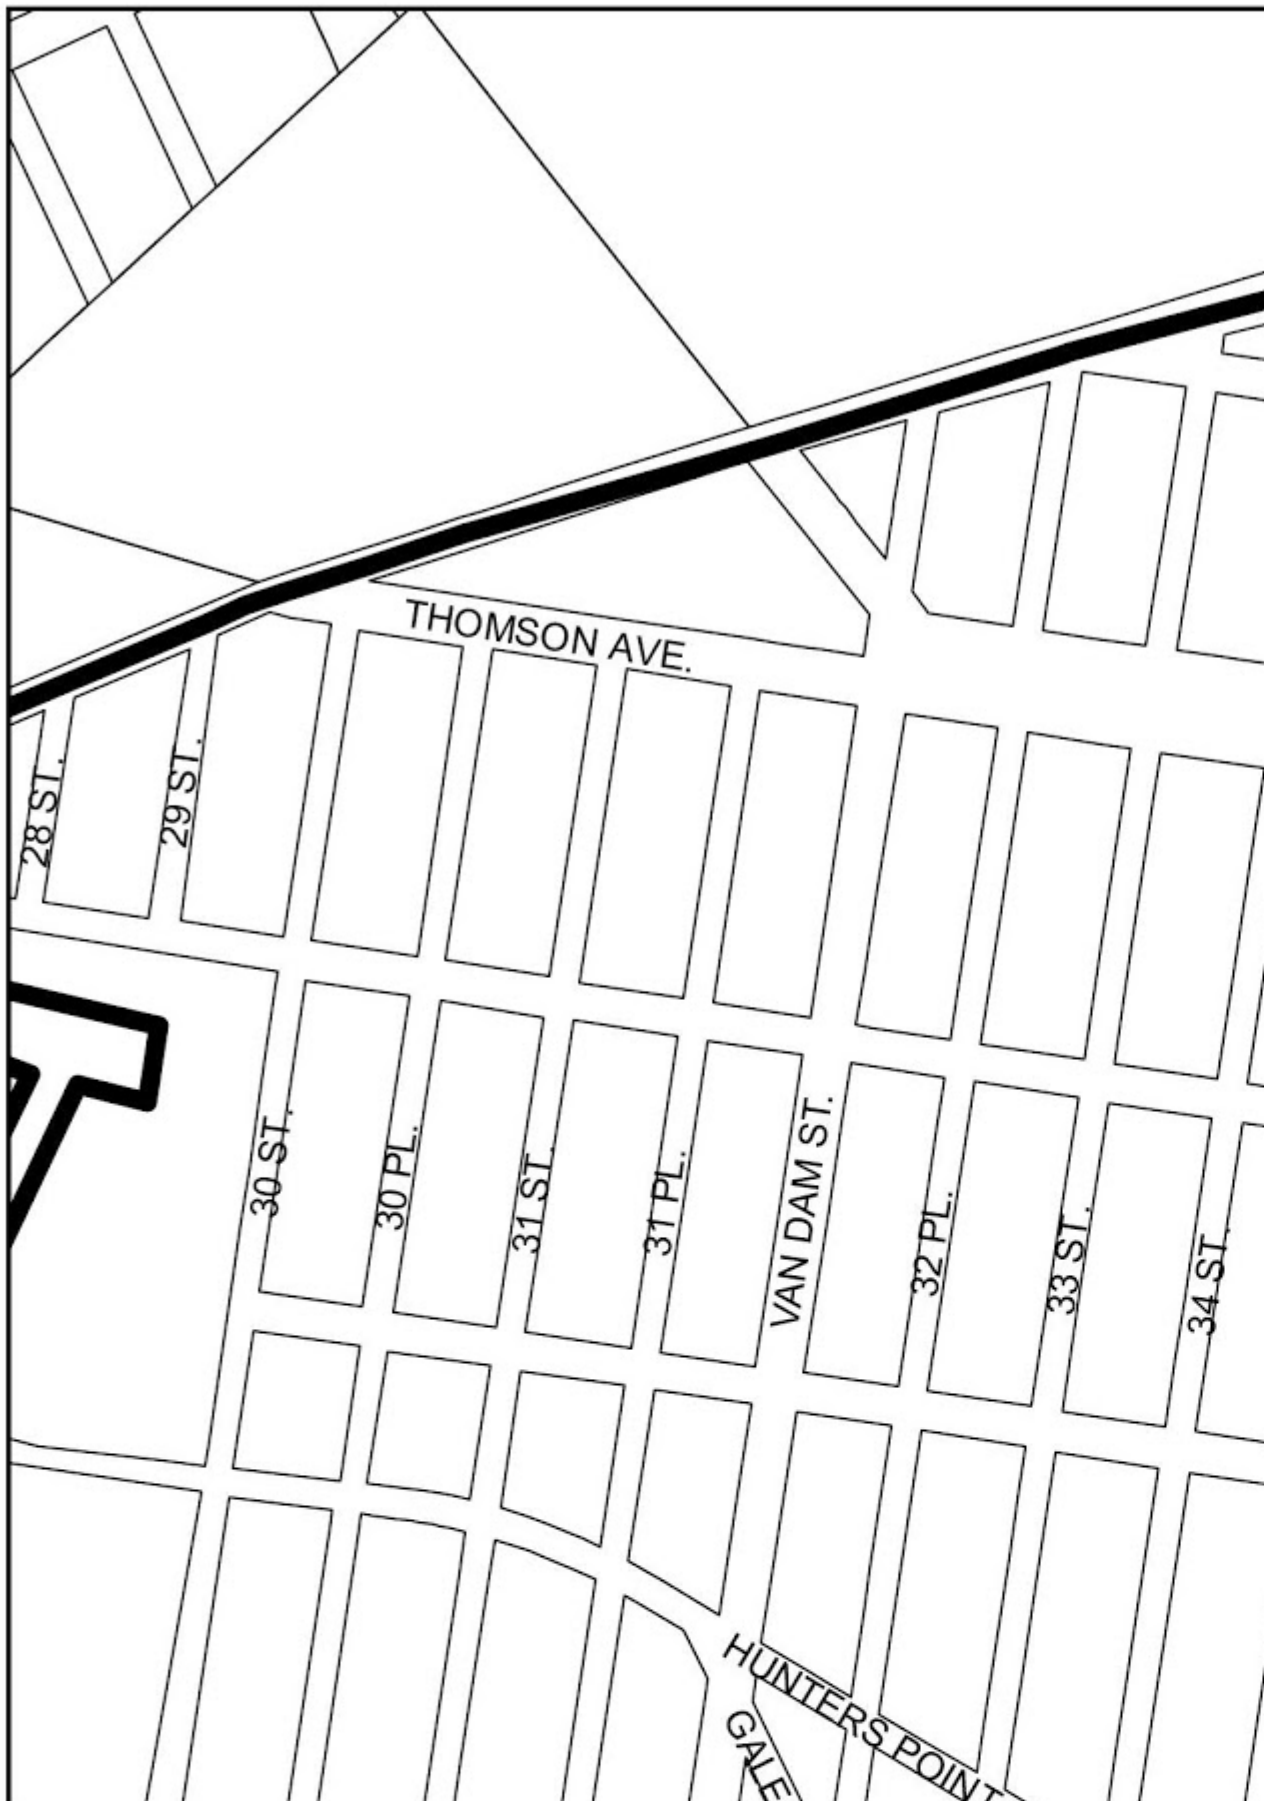 THOMSON AVE.
28 ST.
29 ST.
30 ST.
30 PL.
31 ST.
31 PL.
VAN DAM ST.
32 PL.
33 ST.
34 ST.
HUNTERS POINT
GALE